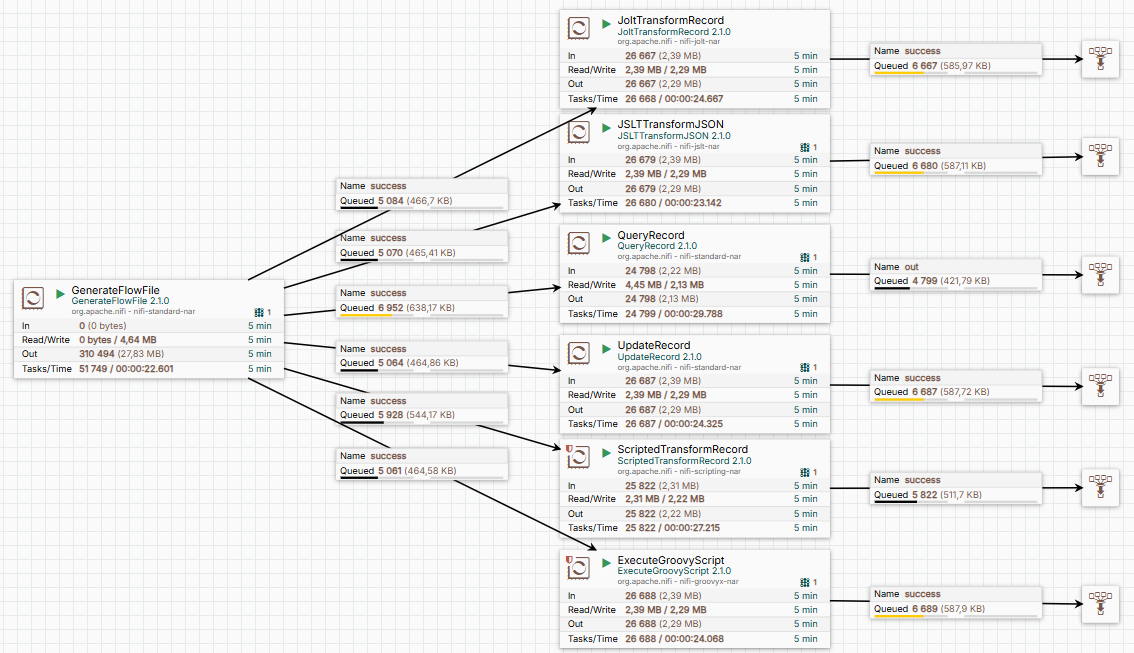 GenerateFlowFile
GenerateFlowFile 2.1.0
org.apache.nifi - nifi-standard-nar
1
In 0 (0 bytes) 5 min
Read/Write 0 bytes / 4,64 MB 5 min
Out 310 494 (27,83 MB) 5 min
Tasks/Time 51 749 / 00:00:22.601 5 min
Name success
Queued 5 084 (466,7 KB)
Name success
Queued 5 070 (465,41 KB)
Name success
Queued 6 952 (638,17 KB)
Name success
Queued 5 064 (464,86 KB)
Name success
Queued 5 928 (544,17 KB)
Name success
Queued 5 061 (464,58 KB)
JoltTransformRecord
JoltTransformRecord 2.1.0
org.apache.nifi - nifi-jolt-nar
In 26 667 (2,39 MB) 5 min
Read/Write 2,39 MB / 2,29 MB 5 min
Out 26 667 (2,29 MB) 5 min
Tasks/Time 26 668 / 00:00:24.667 5 min
Name success
Queued 6 667 (585,97 KB)
JSLTTransformJSON
JSLTTransformJSON 2.1.0
org.apache.nifi - nifi-jslt-nar
1
In 26 679 (2,39 MB) 5 min
Read/Write 2,39 MB / 2,29 MB 5 min
Out 26 679 (2,29 MB) 5 min
Tasks/Time 26 680 / 00:00:23.142 5 min
Name success
Queued 6 680 (587,11 KB)
QueryRecord
QueryRecord 2.1.0
org.apache.nifi - nifi-standard-nar
1
In 24 798 (2,22 MB) 5 min
Read/Write 4,45 MB / 2,13 MB 5 min
Out 24 798 (2,13 MB) 5 min
Tasks/Time 24 799 / 00:00:29.788 5 min
Name out
Queued 4 799 (421,79 KB)
UpdateRecord
UpdateRecord 2.1.0
org.apache.nifi - nifi-standard-nar
1
In 26 687 (2,39 MB) 5 min
Read/Write 2,39 MB / 2,29 MB 5 min
Out 26 687 (2,29 MB) 5 min
Tasks/Time 26 687 / 00:00:24.325 5 min
Name success
Queued 6 687 (587,72 KB)
ScriptedTransformRecord
ScriptedTransformRecord 2.1.0
org.apache.nifi - nifi-scripting-nar
1
In 25 822 (2,31 MB) 5 min
Read/Write 2,31 MB / 2,22 MB 5 min
Out 25 822 (2,22 MB) 5 min
Tasks/Time 25 822 / 00:00:27.215 5 min
Name success
Queued 5 822 (511,7 KB)
ExecuteGroovyScript
ExecuteGroovyScript 2.1.0
org.apache.nifi - nifi-groovyx-nar
1
In 26 688 (2,39 MB) 5 min
Read/Write 2,39 MB / 2,29 MB 5 min
Out 26 688 (2,29 MB) 5 min
Tasks/Time 26 688 / 00:00:24.068 5 min
Name success
Queued 6 689 (587,9 KB)